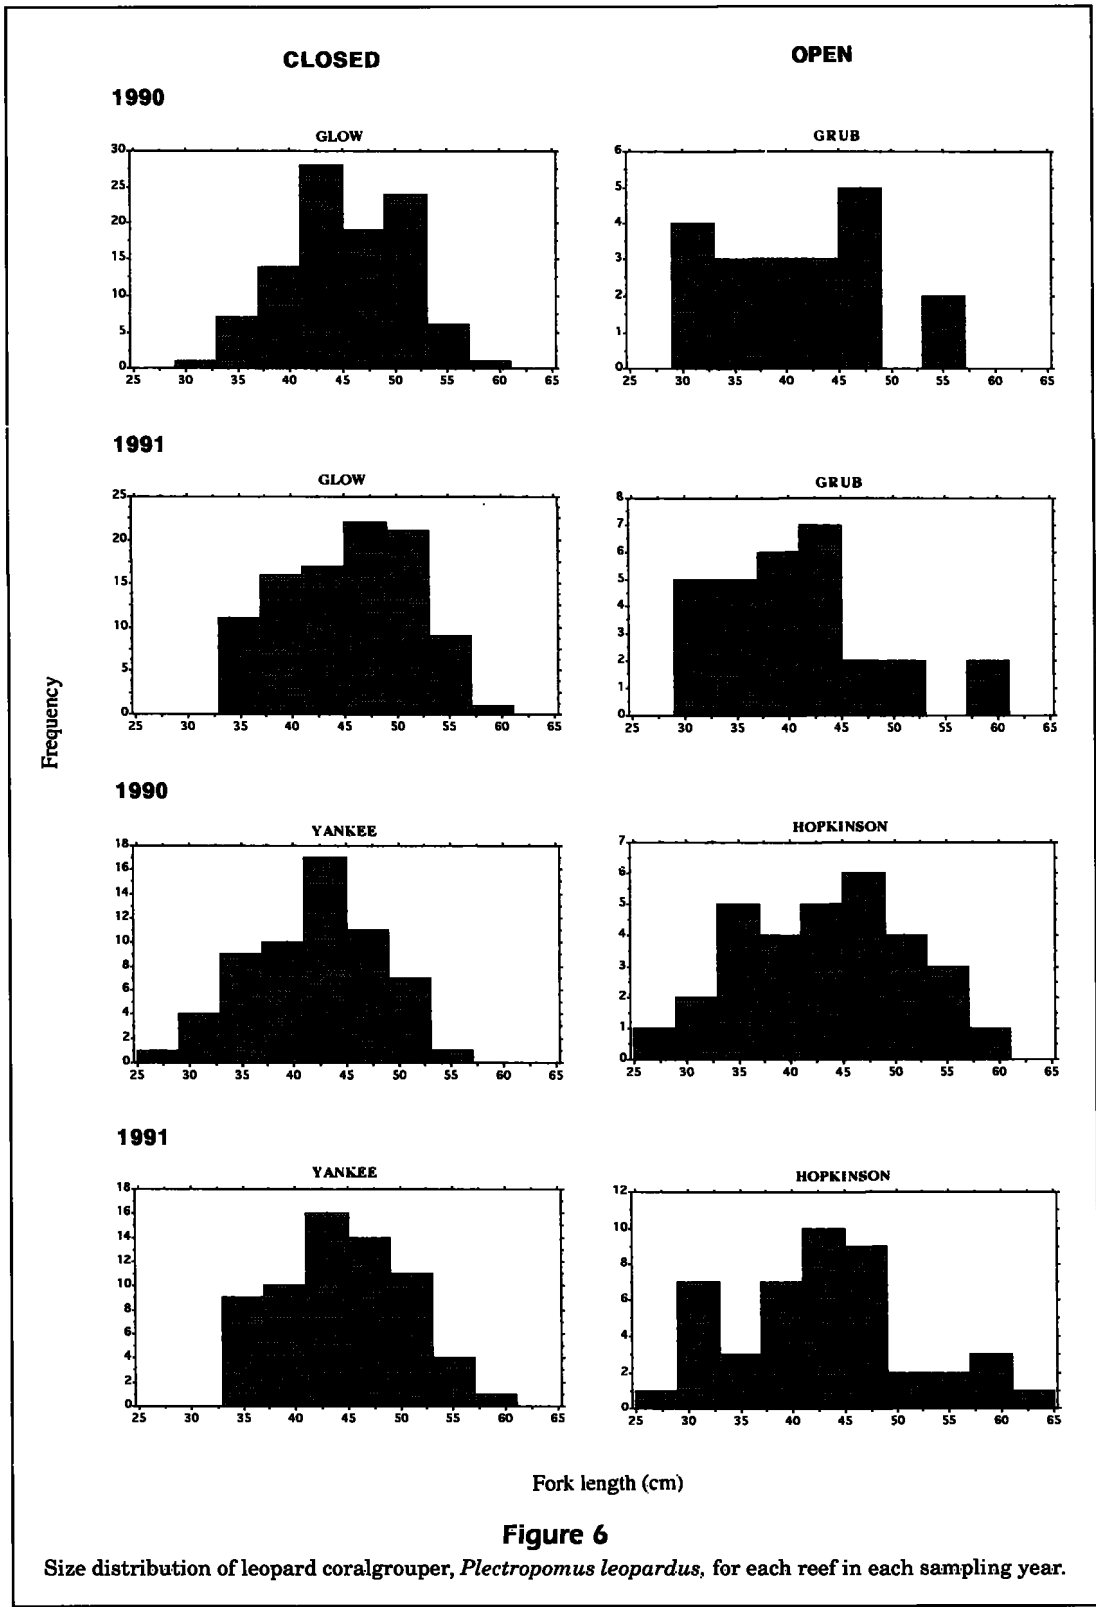 CLOSED OPEN
1990
GLOW GRUB
30 25 20 15 10 5 0
25 30 35 40 45 50 55 60 65
6 5 4 3 2 1 0
25 30 35 40 45 50 55 60 65
1991
GLOW GRUB
25 20 15 10 5 0
25 30 35 40 45 50 55 60 65
8 7 6 5 4 3 2 1 0
25 30 35 40 45 50 55 60 65
Frequency
1990
YANKEE HOPKINSON
18 16 14 12 10 8 6 4 2 0
25 30 35 40 45 50 55 60 65
7 6 5 4 3 2 1 0
25 30 35 40 45 50 55 60 65
1991
YANKEE HOPKINSON
18 16 14 12 10 8 6 4 2 0
25 30 35 40 45 50 55 60 65
12 10 8 6 4 2 0
25 30 35 40 45 50 55 60 65
Fork length (cm)
Figure 6
Size distribution of leopard coralgrouper, Plectropomus leopardus, for each reef in each sampling year.